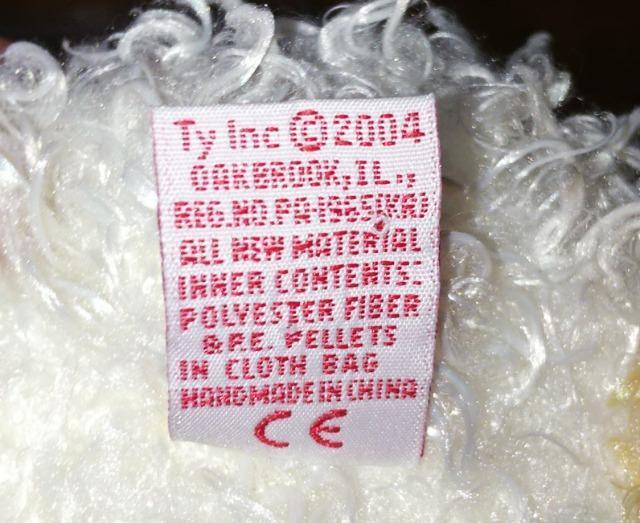 Ty Inc ©2004
OAKBROOK, IL.,
REG.NO.PA 1965(KR)
ALL NEW MATERIAL
INNER CONTENTS:
POLYESTER FIBER
& P.E. PELLETS
IN CLOTH BAG
HANDMADE IN CHINA
CE